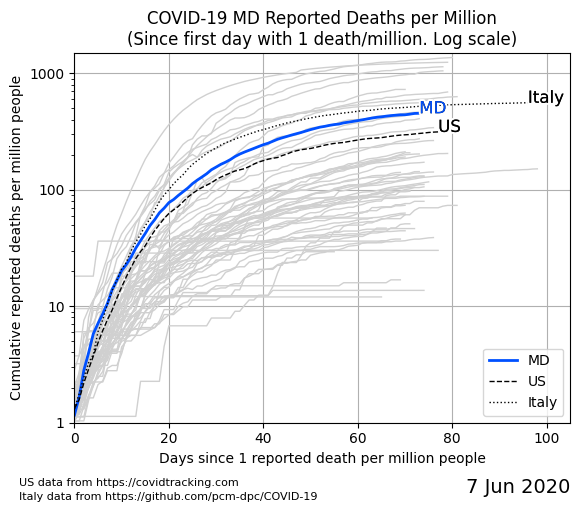 COVID-19 MD Reported Deaths per Million
(Since first day with 1 death/million. Log scale)
Cumulative reported deaths per million people
1000
100
10
1
Italy
MD
US
MD
US
Italy
0
20
40
60
80
100
Days since 1 reported death per million people
US data from https://covidtracking.com
Italy data from https://github.com/pcm-dpc/COVID-19
7 Jun 2020